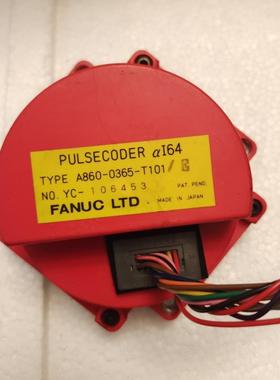 PULSECODER αI64
TYPE A860-0365-T101/E
NO. YC-106453 PAT. PEND.
FANUC LTD. MADE IN JAPAN